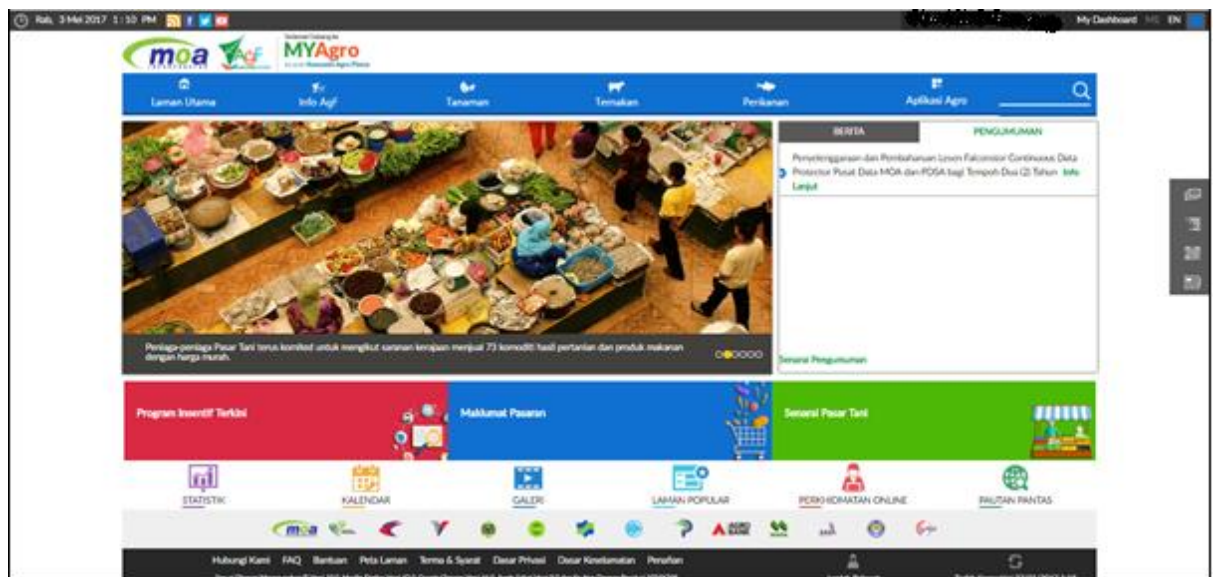 Rab, 3 Mei 2017 1:10 PM
My Dashboard MS EN
moa AgF
MYAgro
Laman Utama Info Agf Tanaman Ternakan Perikanan Aplikasi Agro
BERITA PENGUMUMAN
Penyelenggaraan dan Pembaharuan Lesen Falconstor Continuous Data
Protector Pusat Data MOA dan PDSA bagi Tempoh Dua (2) Tahun Info
Lanjut
Peniaga-peniaga Pasar Tani terus komited untuk mengikut saranan kerajaan menjual 73 komoditi hasil pertanian dan produk makanan
dengan harga murah.
Senarai Pengumuman
Program Insentif Terkini Maklumat Pasaran Senarai Pasar Tani
STATISTIK KALENDAR GALERI LAMAN POPULAR PERKHIDMATAN ONLINE PAUTAN PANTAS
moa AGRO BANK
Hubungi Kami FAQ Bantuan Peta Laman Terma & Syarat Dasar Privasi Dasar Keselamatan Penafian